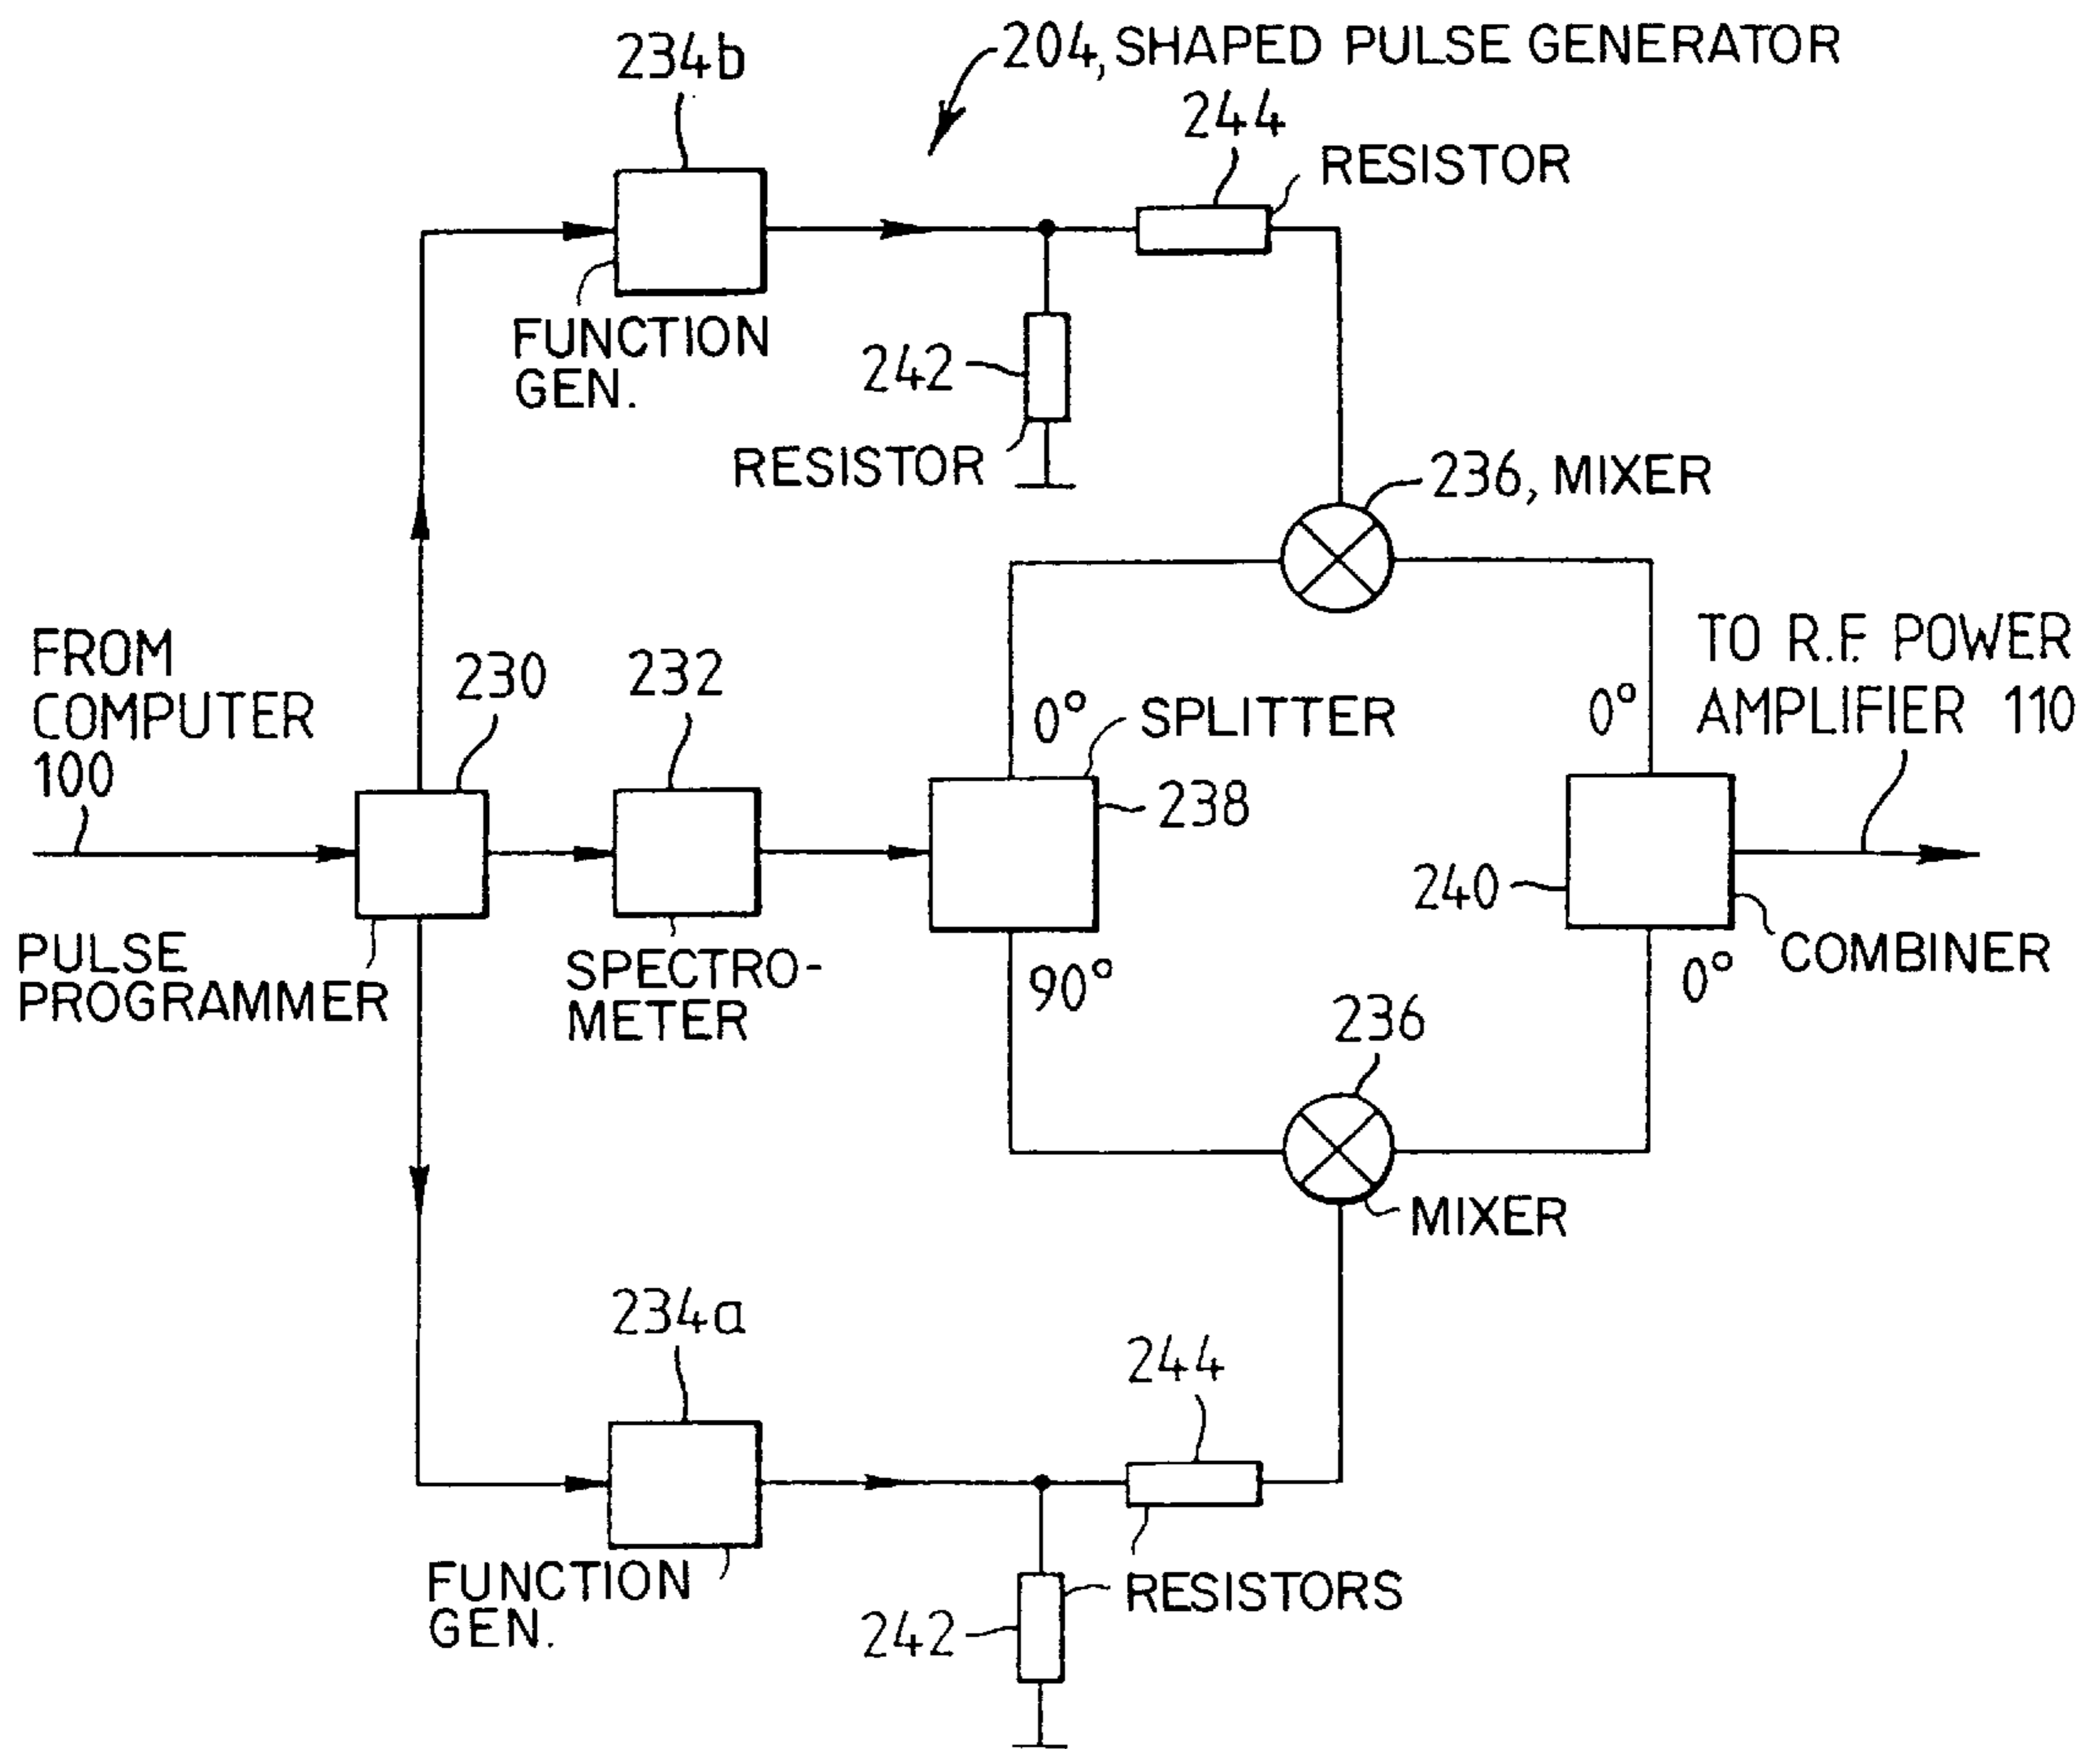 234b
204, SHAPED PULSE GENERATOR
244
RESISTOR
FUNCTION
GEN.
242
RESISTOR
236, MIXER
FROM
COMPUTER
100
230
232
0°
SPLITTER
0°
TO R.F. POWER
AMPLIFIER 110
238
240
PULSE
PROGRAMMER
SPECTRO-
METER
90°
0°
COMBINER
236
MIXER
234a
244
FUNCTION
GEN.
242
RESISTORS